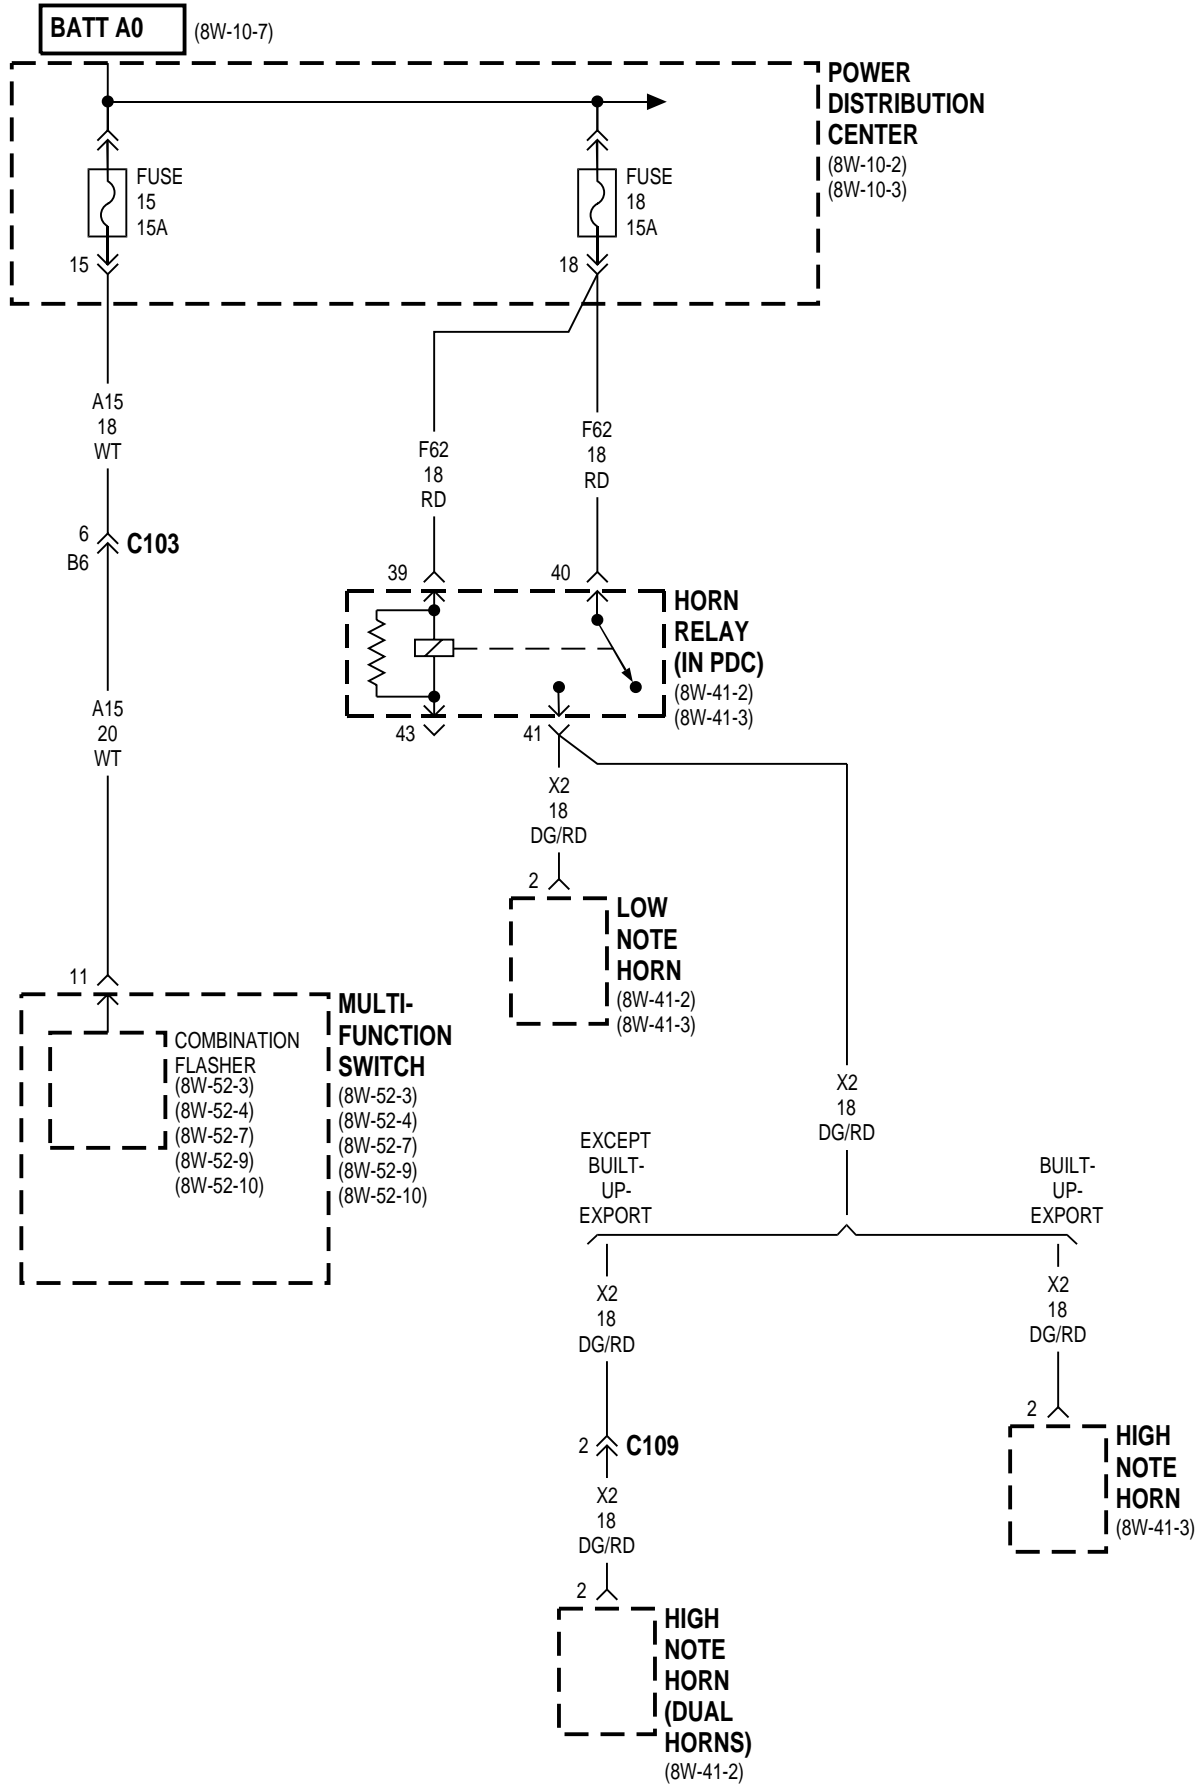 BATT A0
(8W-10-7)
POWER
DISTRIBUTION
CENTER
(8W-10-2)
(8W-10-3)
FUSE
15
15A
15
FUSE
18
15A
18
A15
18
WT
F62
18
RD
F62
18
RD
6
B6
C103
39
40
HORN
RELAY
(IN PDC)
(8W-41-2)
(8W-41-3)
43
41
A15
20
WT
X2
18
DG/RD
2
LOW
NOTE
HORN
(8W-41-2)
(8W-41-3)
11
MULTI-
FUNCTION
SWITCH
(8W-52-3)
(8W-52-4)
(8W-52-7)
(8W-52-9)
(8W-52-10)
COMBINATION
FLASHER
(8W-52-3)
(8W-52-4)
(8W-52-7)
(8W-52-9)
(8W-52-10)
X2
18
DG/RD
EXCEPT
BUILT-
UP-
EXPORT
BUILT-
UP-
EXPORT
X2
18
DG/RD
X2
18
DG/RD
2
C109
2
HIGH
NOTE
HORN
(8W-41-3)
X2
18
DG/RD
2
HIGH
NOTE
HORN
(DUAL
HORNS)
(8W-41-2)